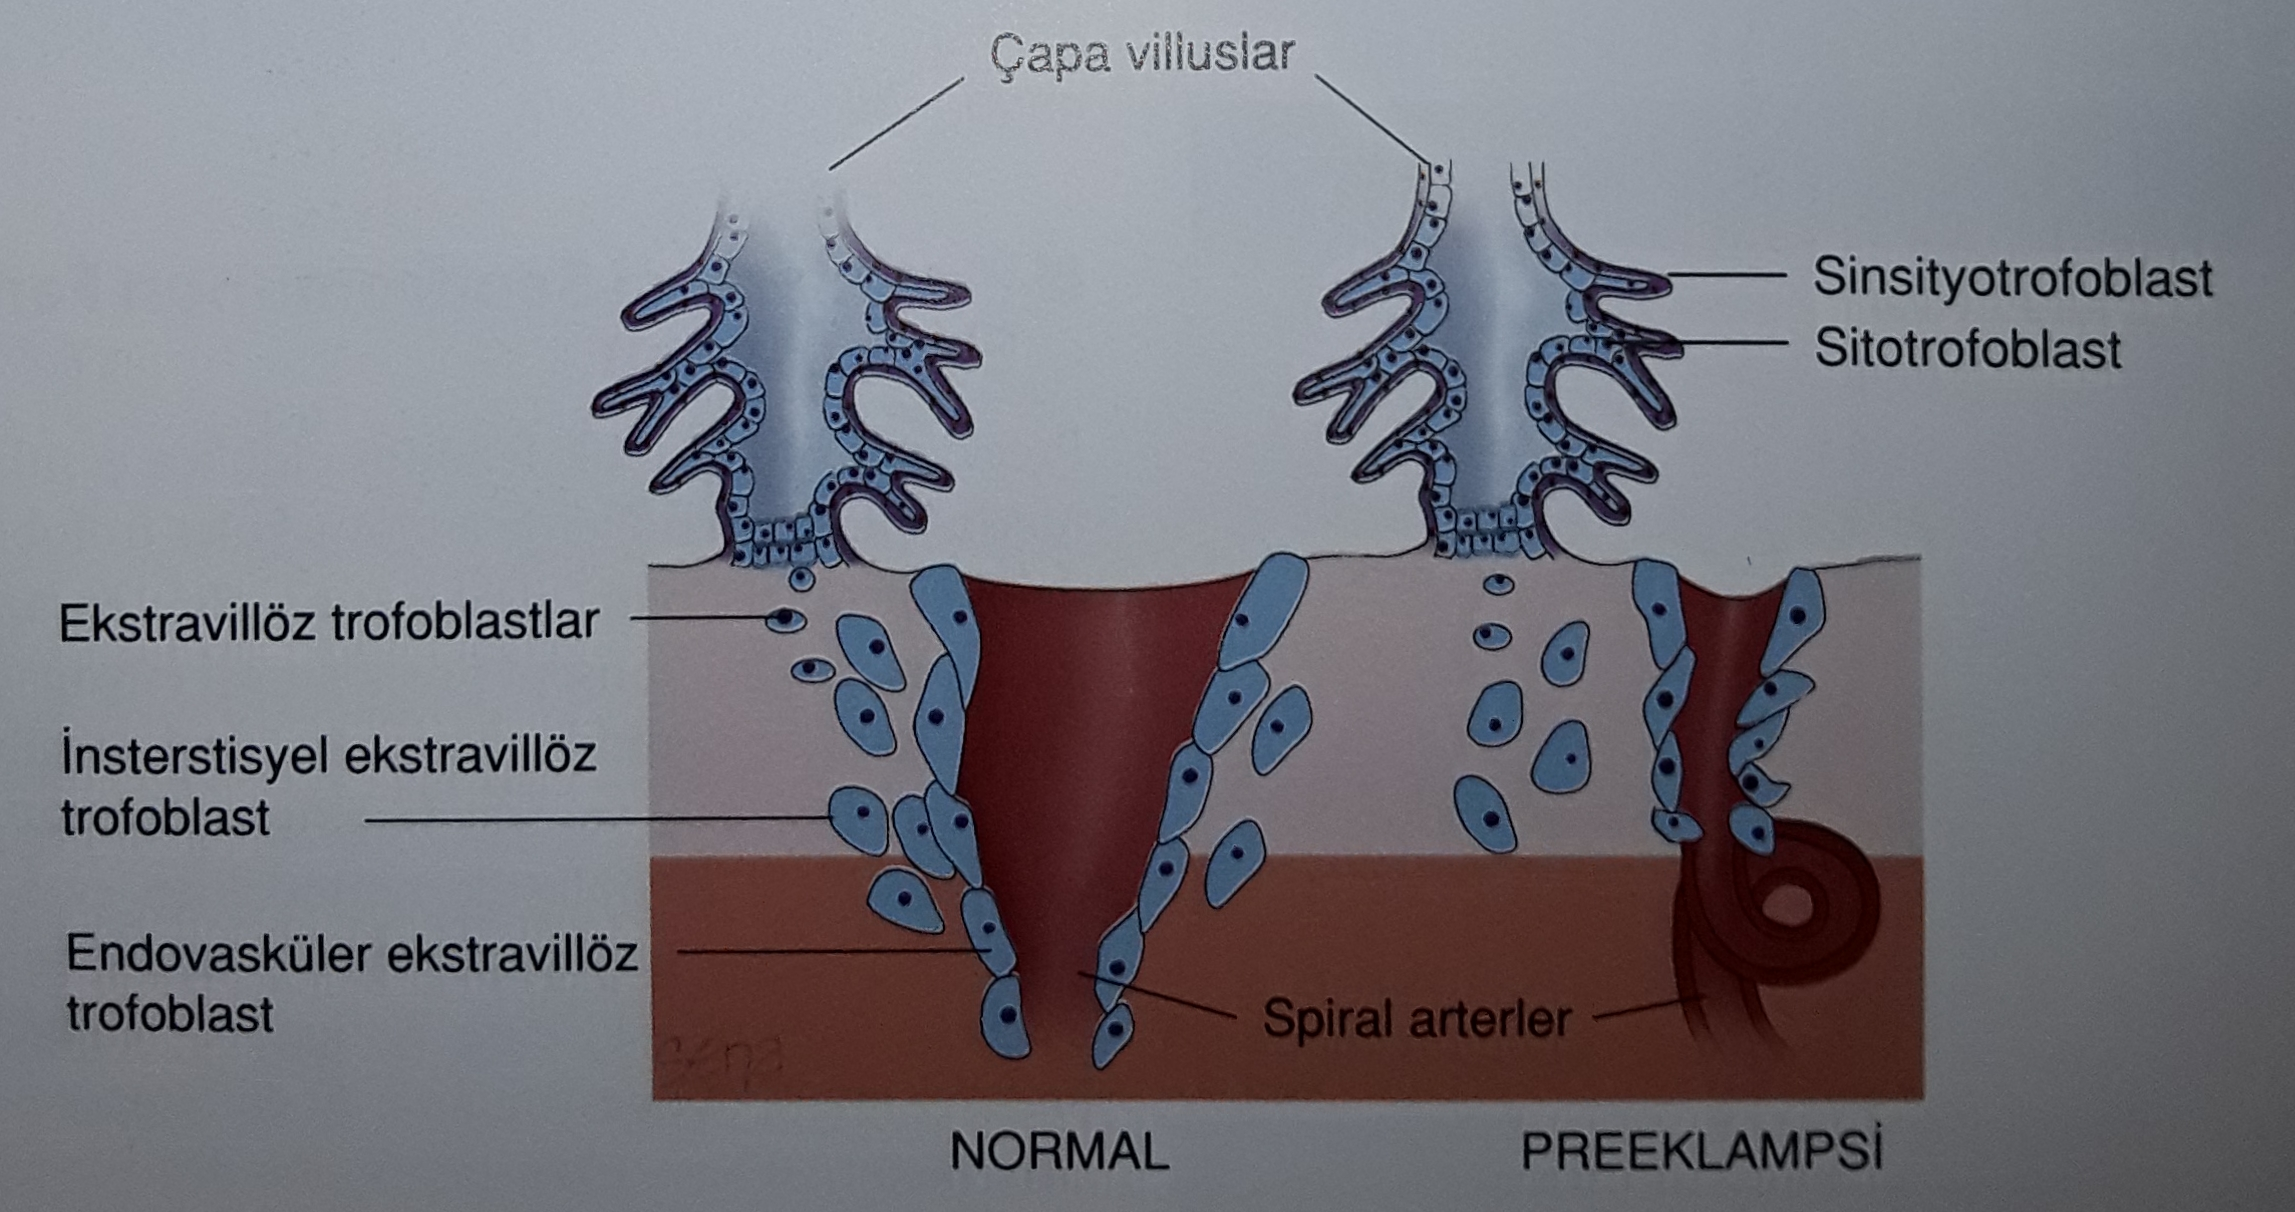 Çapa villuslar
Sinsityotrofoblast
Sitotrofoblast
Ekstravillöz trofoblastlar
İnsterstisyel ekstravillöz
trofoblast
Endovasküler ekstravillöz
trofoblast
Spiral arterler
NORMAL
PREEKLAMPSİ